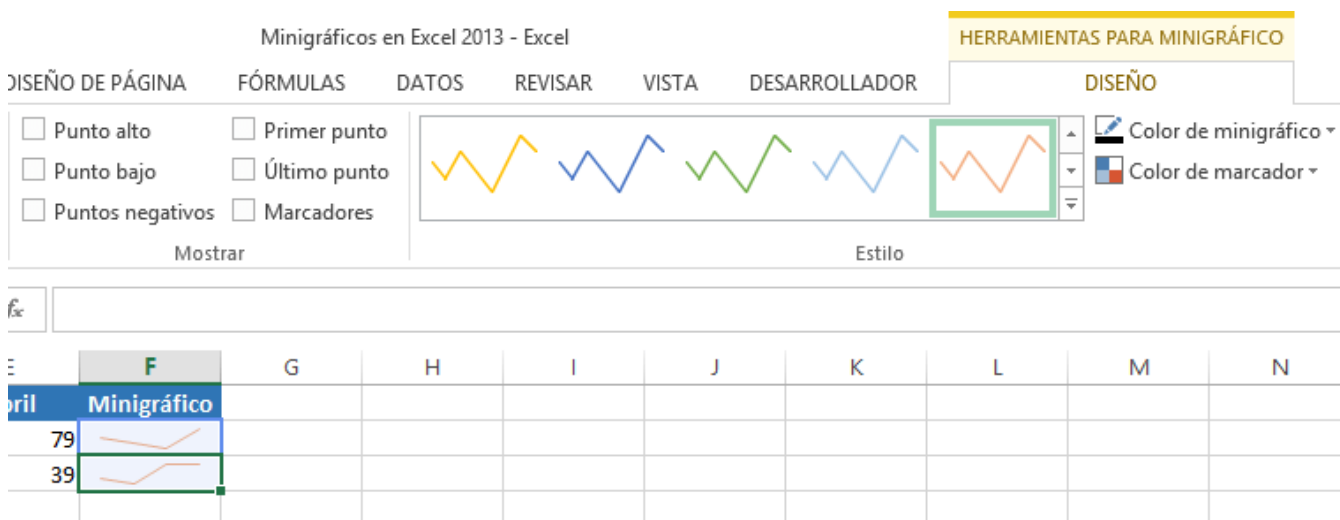 Minigráficos en Excel 2013 - Excel HERRAMIENTAS PARA MINIGRÁFICO
DISEÑO DE PÁGINA FÓRMULAS DATOS REVISAR VISTA DESARROLLADOR DISEÑO
Punto alto Primer punto Color de minigráfico
Punto bajo Último punto Color de marcador
Puntos negativos Marcadores
Mostrar Estilo
fx
E F G H I J K L M N
bril Minigráfico
79
39